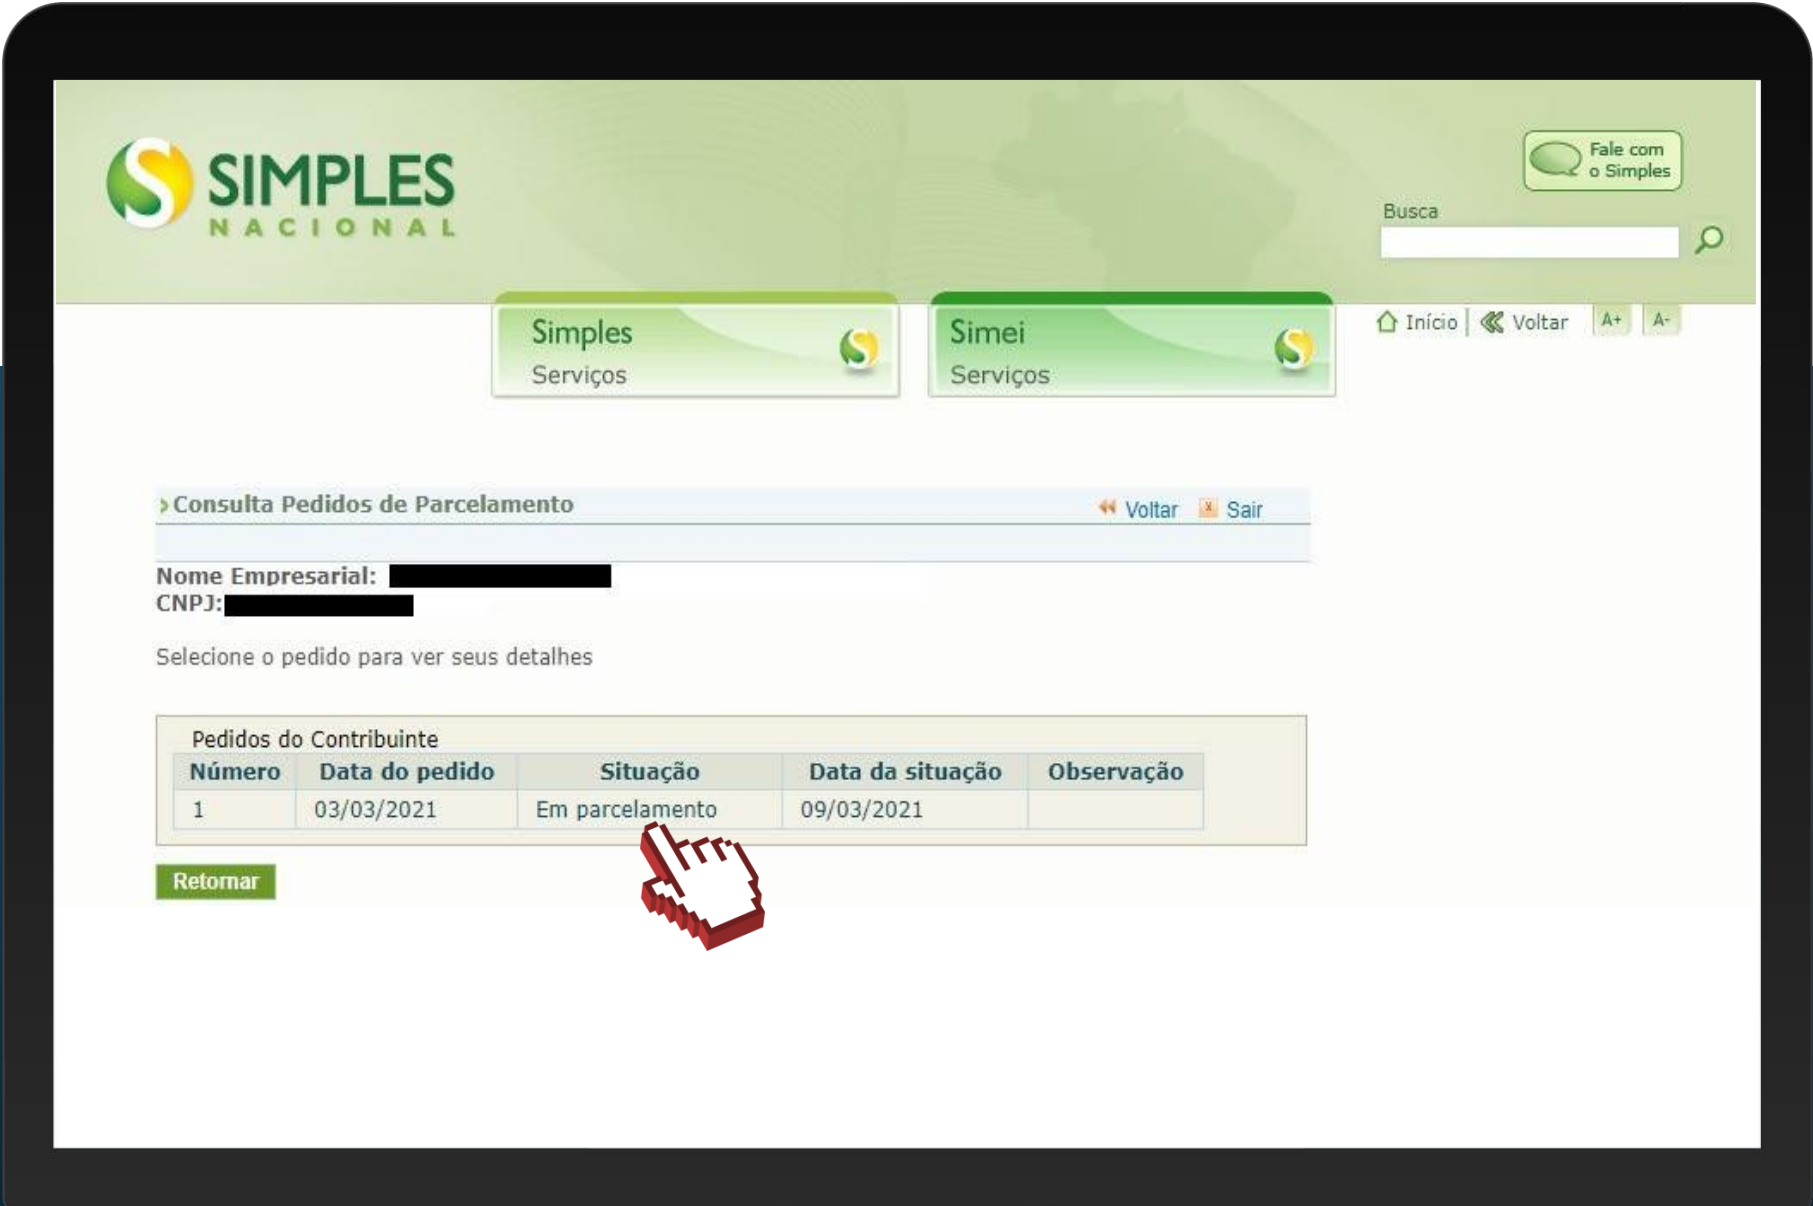 SIMPLES
NACIONAL
Fale com
o Simples
Busca
Simples
Serviços
Simei
Serviços
Início Voltar A+ A-
Consulta Pedidos de Parcelamento Voltar x Sair
Nome Empresarial:
CNPJ:
Selecione o pedido para ver seus detalhes
Pedidos do Contribuinte
Número Data do pedido Situação Data da situação Observação
1 03/03/2021 Em parcelamento 09/03/2021
Retornar